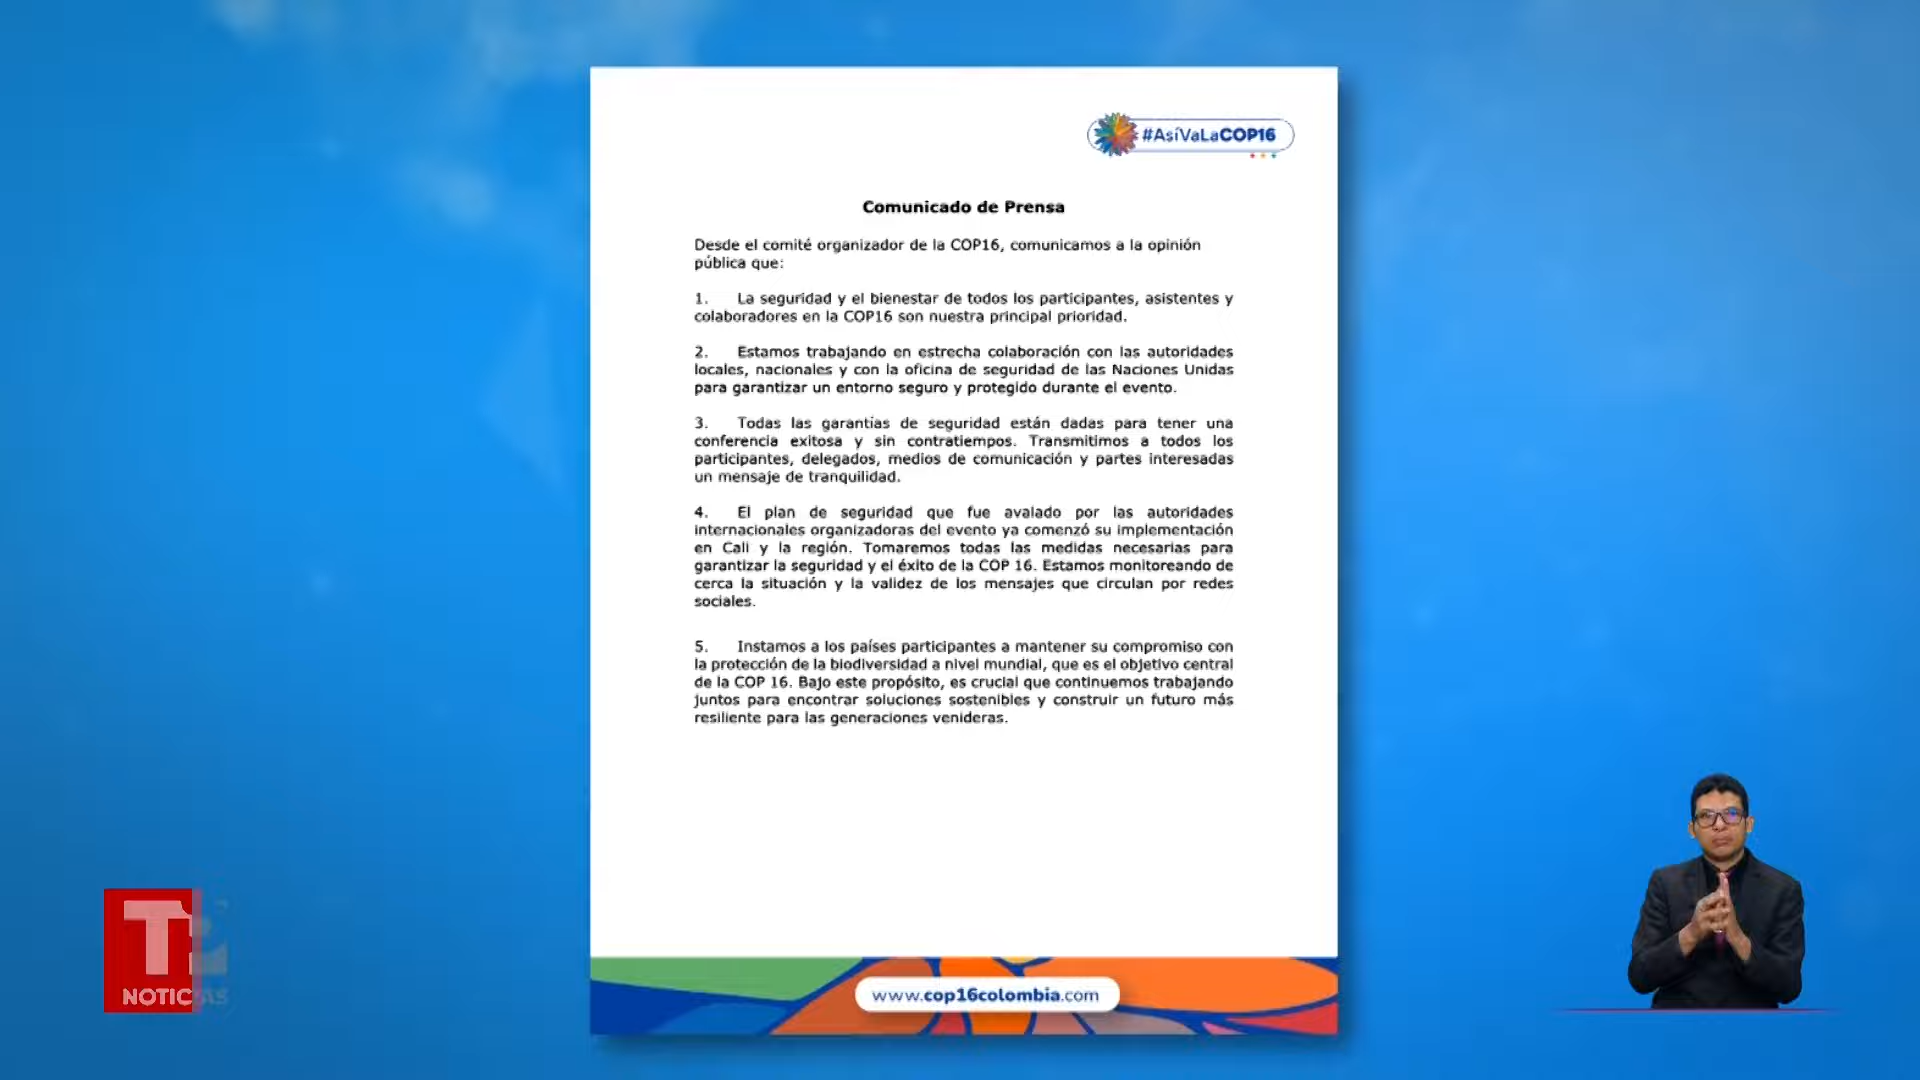 #AsíVaLaCOP16
Comunicado de Prensa
Desde el comité organizador de la COP16, comunicamos a la opinión
pública que:
1. La seguridad y el bienestar de todos los participantes, asistentes y
colaboradores en la COP16 son nuestra principal prioridad.
2. Estamos trabajando en estrecha colaboración con las autoridades
locales, nacionales y con la oficina de seguridad de las Naciones Unidas
para garantizar un entorno seguro y protegido durante el evento.
3. Todas las garantías de seguridad están dadas para tener una
conferencia exitosa y sin contratiempos. Transmitimos a todos los
participantes, delegados, medios de comunicación y partes interesadas
un mensaje de tranquilidad.
4. El plan de seguridad que fue avalado por las autoridades
internacionales organizadoras del evento ya comenzó su implementación
en Cali y la región. Tomaremos todas las medidas necesarias para
garantizar la seguridad y el éxito de la COP 16. Estamos monitoreando de
cerca la situación y la validez de los mensajes que circulan por redes
sociales.
5. Instamos a los países participantes a mantener su compromiso con
la protección de la biodiversidad a nivel mundial, que es el objetivo central
de la COP 16. Bajo este propósito, es crucial que continuemos trabajando
juntos para encontrar soluciones sostenibles y construir un futuro más
resiliente para las generaciones venideras.
www.cop16colombia.com
NOTICIAS